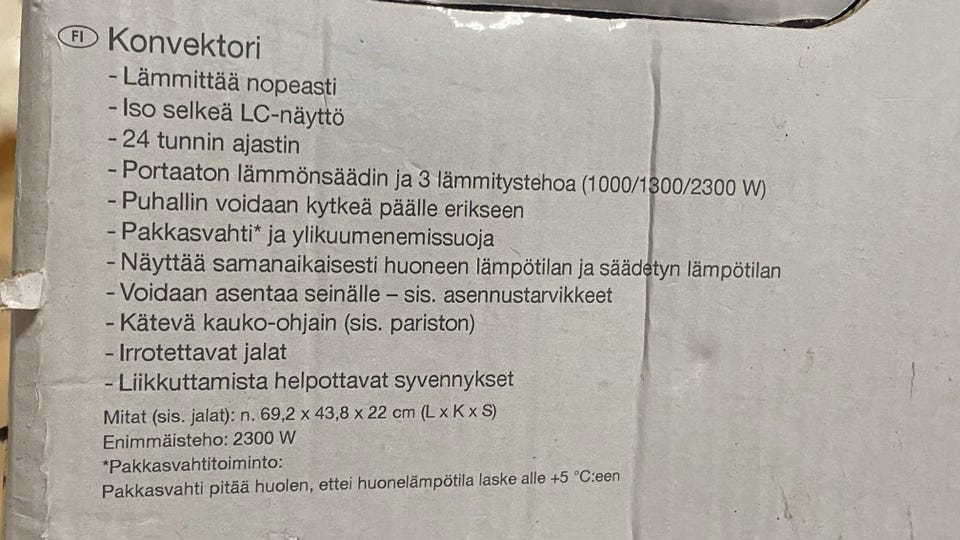 FI Konvektori
- Lämmittää nopeasti
- Iso selkeä LC-näyttö
- 24 tunnin ajastin
- Portaaton lämmönsäädin ja 3 lämmitystehoa (1000/1300/2300 W)
- Puhallin voidaan kytkeä päälle erikseen
- Pakkasvahti* ja ylikuumenemissuoja
- Näyttää samanaikaisesti huoneen lämpötilan ja säädetyn lämpötilan
- Voidaan asentaa seinälle – sis. asennustarvikkeet
- Kätevä kauko-ohjain (sis. pariston)
- Irrotettavat jalat
- Liikkuttamista helpottavat syvennykset
Mitat (sis. jalat): n. 69,2 x 43,8 x 22 cm (L x K x S)
Enimmäisteho: 2300 W
*Pakkasvahtitoiminto:
Pakkasvahti pitää huolen, ettei huonelämpötila laske alle +5 °C:een